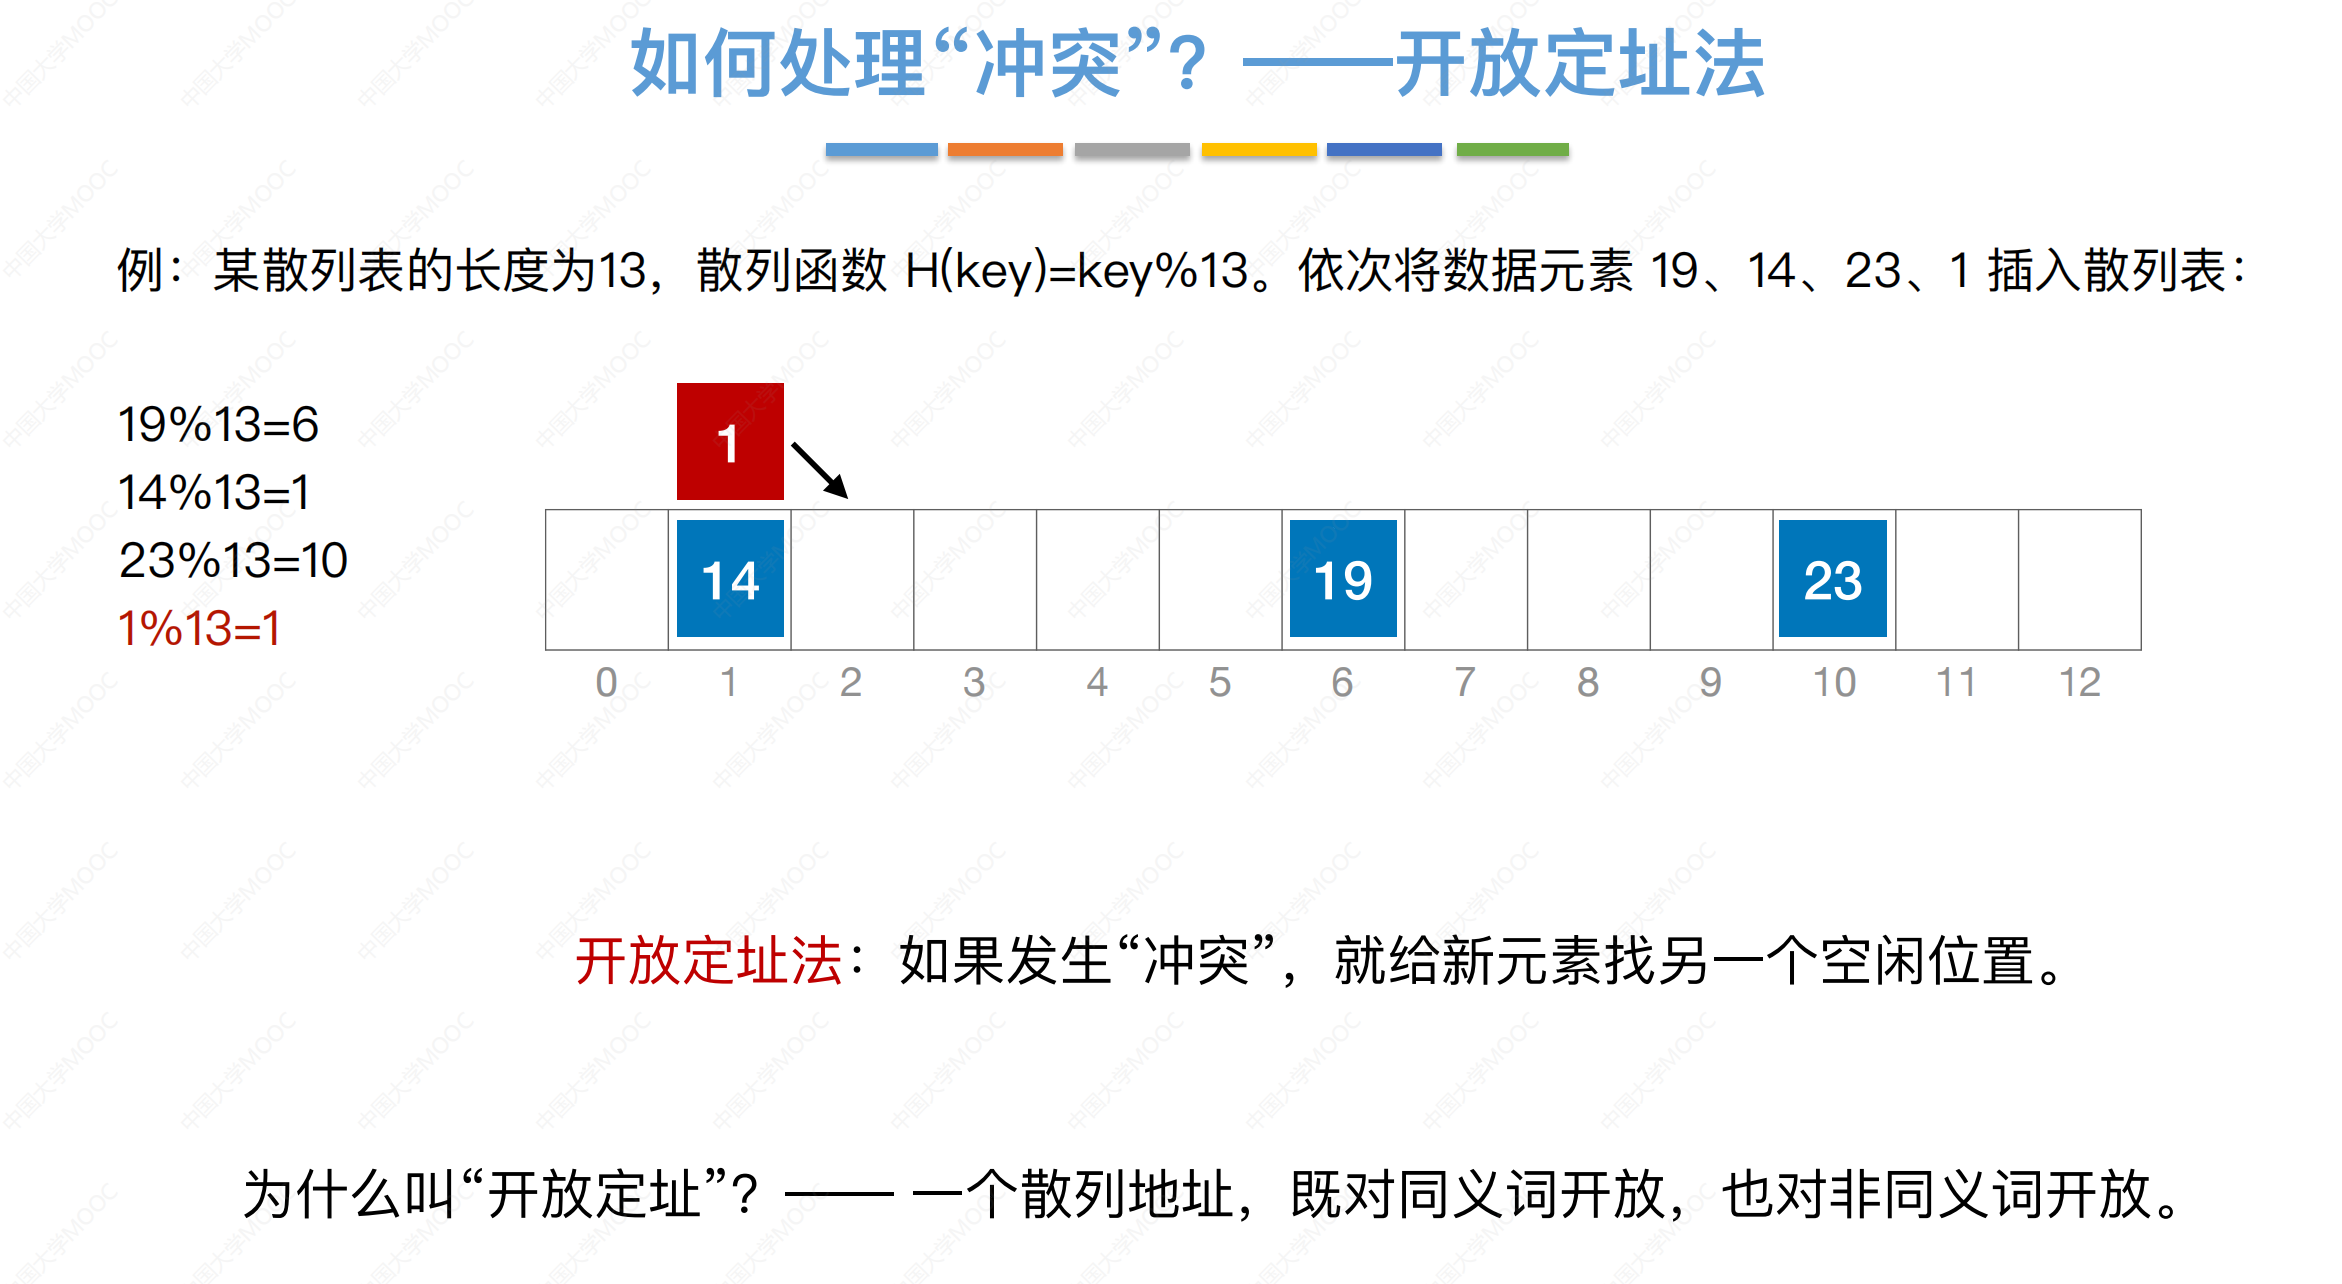 如何处理“冲突”？——开放定址法
例：某散列表的长度为13，散列函数 H(key)=key%13。依次将数据元素 19、14、23、1 插入散列表：
19%13=6
14%13=1
23%13=10
1%13=1
1
14 19 23
0 1 2 3 4 5 6 7 8 9 10 11 12
开放定址法：如果发生“冲突”，就给新元素找另一个空闲位置。
为什么叫“开放定址”？—— 一个散列地址，既对同义词开放，也对非同义词开放。
中国大学MOOC